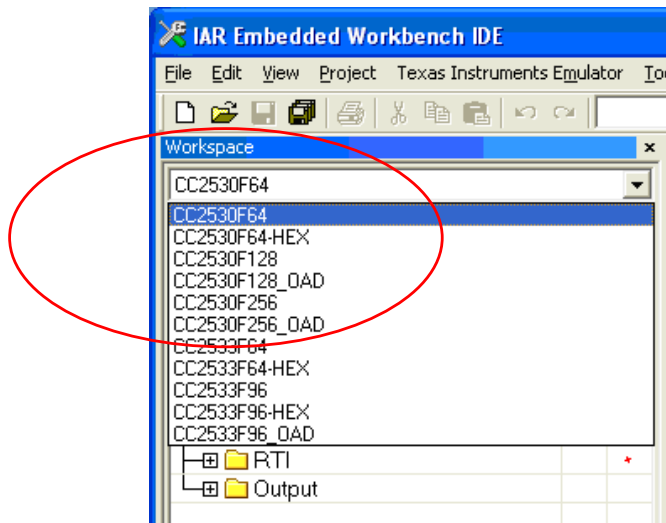 IAR Embedded Workbench IDE
File Edit View Project Texas Instruments Emulator To
Workspace
CC2530F64
CC2530F64
CC2530F64-HEX
CC2530F128
CC2530F128_OAD
CC2530F256
CC2530F256_OAD
CC2533F64
CC2533F64-HEX
CC2533F96
CC2533F96-HEX
CC2533F96_OAD
RTI
Output